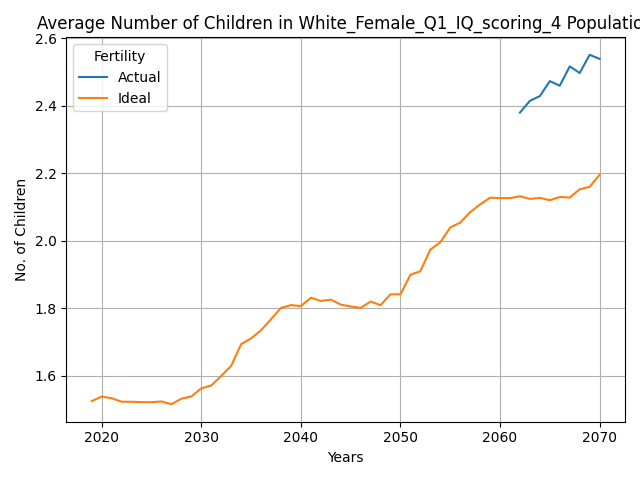 Average Number of Children in White_Female_Q1_IQ_scoring_4 Populatio
2.6
2.4
2.2
2.0
1.8
1.6
No. of Children
Fertility
Actual
Ideal
2020 2030 2040 2050 2060 2070
Years